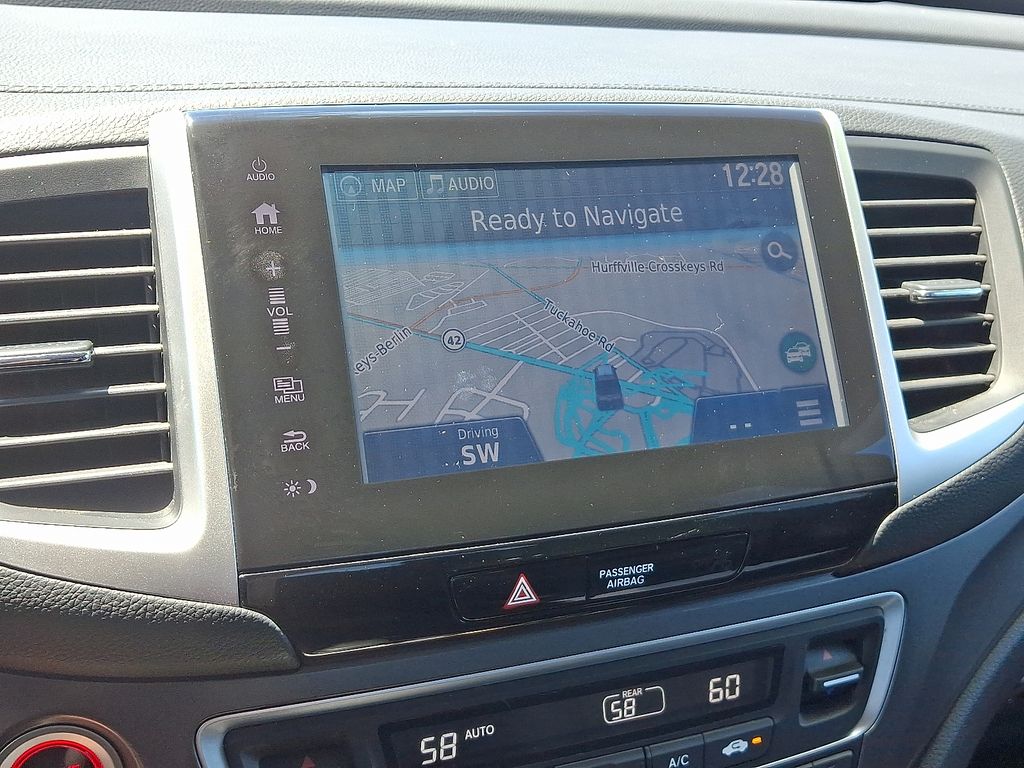 AUDIO
HOME
VOL
MENU
BACK
MAP
AUDIO
12:28
Ready to Navigate
Hurffville-Crosskeys Rd
Tuckahoe Rd
eys-Berlin
42
Driving
SW
--
PASSENGER
AIRBAG
58 AUTO
REAR
58
60
A/C